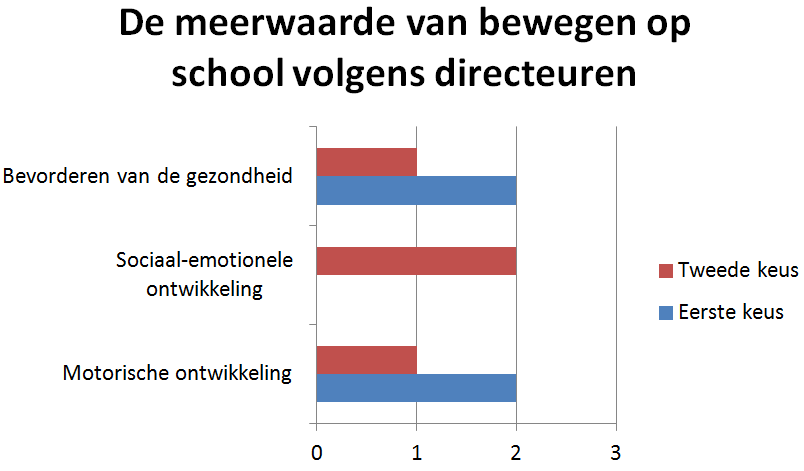 De meerwaarde van bewegen op
school volgens directeuren
Bevorderen van de gezondheid
Sociaal-emotionele
ontwikkeling
Motorische ontwikkeling
0 1 2 3
Tweede keus
Eerste keus